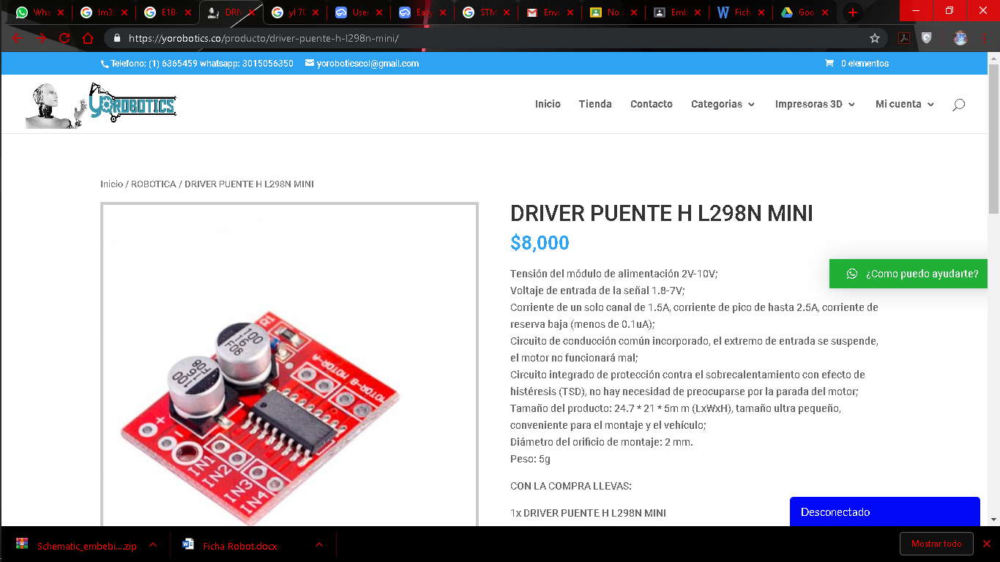 Wha
lm3
E18-
DRIV
yl 70
User
Easy
STM
Envi
No s
Emb
Fich
Goo
https://yorobotics.co/producto/driver-puente-h-l298n-mini/
Telefono: (1) 6365459 whatsapp: 3015056350 yoroboticscol@gmail.com 0 elementos
YOROBOTICS
Inicio Tienda Contacto Categorias Impresoras 3D Mi cuenta
Inicio / ROBOTICA / DRIVER PUENTE H L298N MINI
DRIVER PUENTE H L298N MINI
$8,000
Tensión del módulo de alimentación 2V-10V;
Voltaje de entrada de la señal 1.8-7V;
Corriente de un solo canal de 1.5A, corriente de pico de hasta 2.5A, corriente de
reserva baja (menos de 0.1uA);
Circuito de conducción común incorporado, el extremo de entrada se suspende,
el motor no funcionará mal;
Circuito integrado de protección contra el sobrecalentamiento con efecto de
histéresis (TSD), no hay necesidad de preocuparse por la parada del motor;
Tamaño del producto: 24.7 * 21 * 5m m (LxWxH), tamaño ultra pequeño,
conveniente para el montaje y el vehículo;
Diámetro del orificio de montaje: 2 mm.
Peso: 5g
CON LA COMPRA LLEVAS:
1x DRIVER PUENTE H L298N MINI
¿Como puedo ayudarte?
R1
100
16
F08
MOTOR-A
MOTOR-B
+
-
IN1
IN2
IN3
IN4
Desconectado
Schematic_embebi....zip
Ficha Robot.docx
Mostrar todo